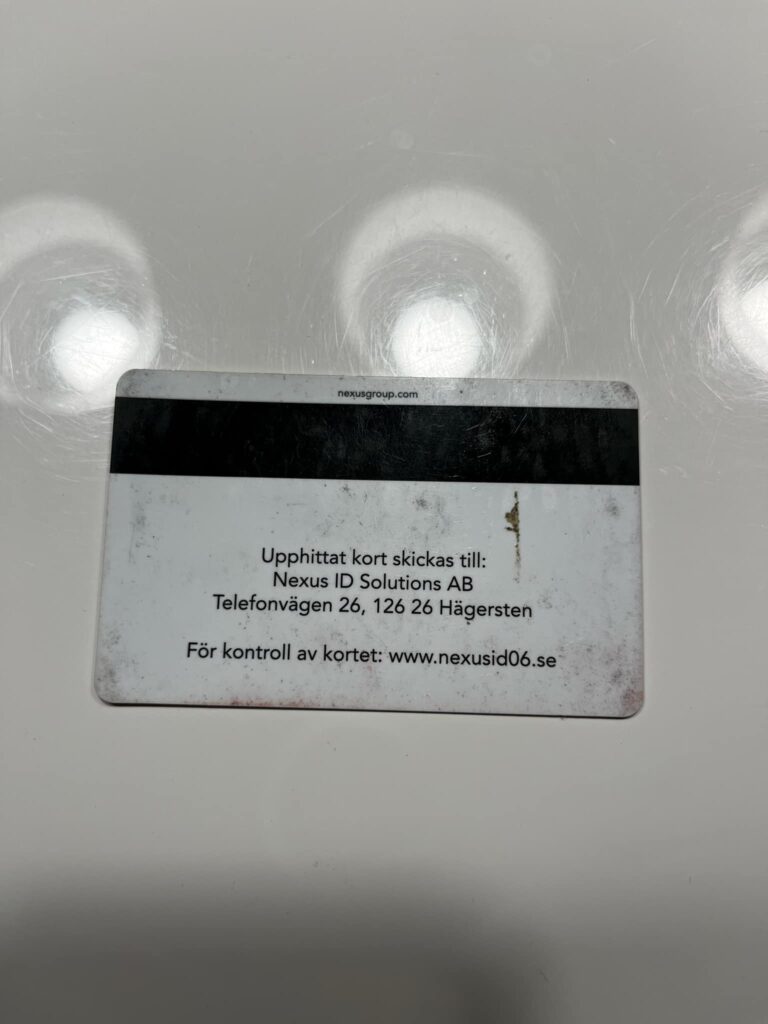 nexusgroup.com
Upphittat kort skickas till:
Nexus ID Solutions AB
Telefonvägen 26, 126 26 Hägersten
För kontroll av kortet: www.nexusid06.se